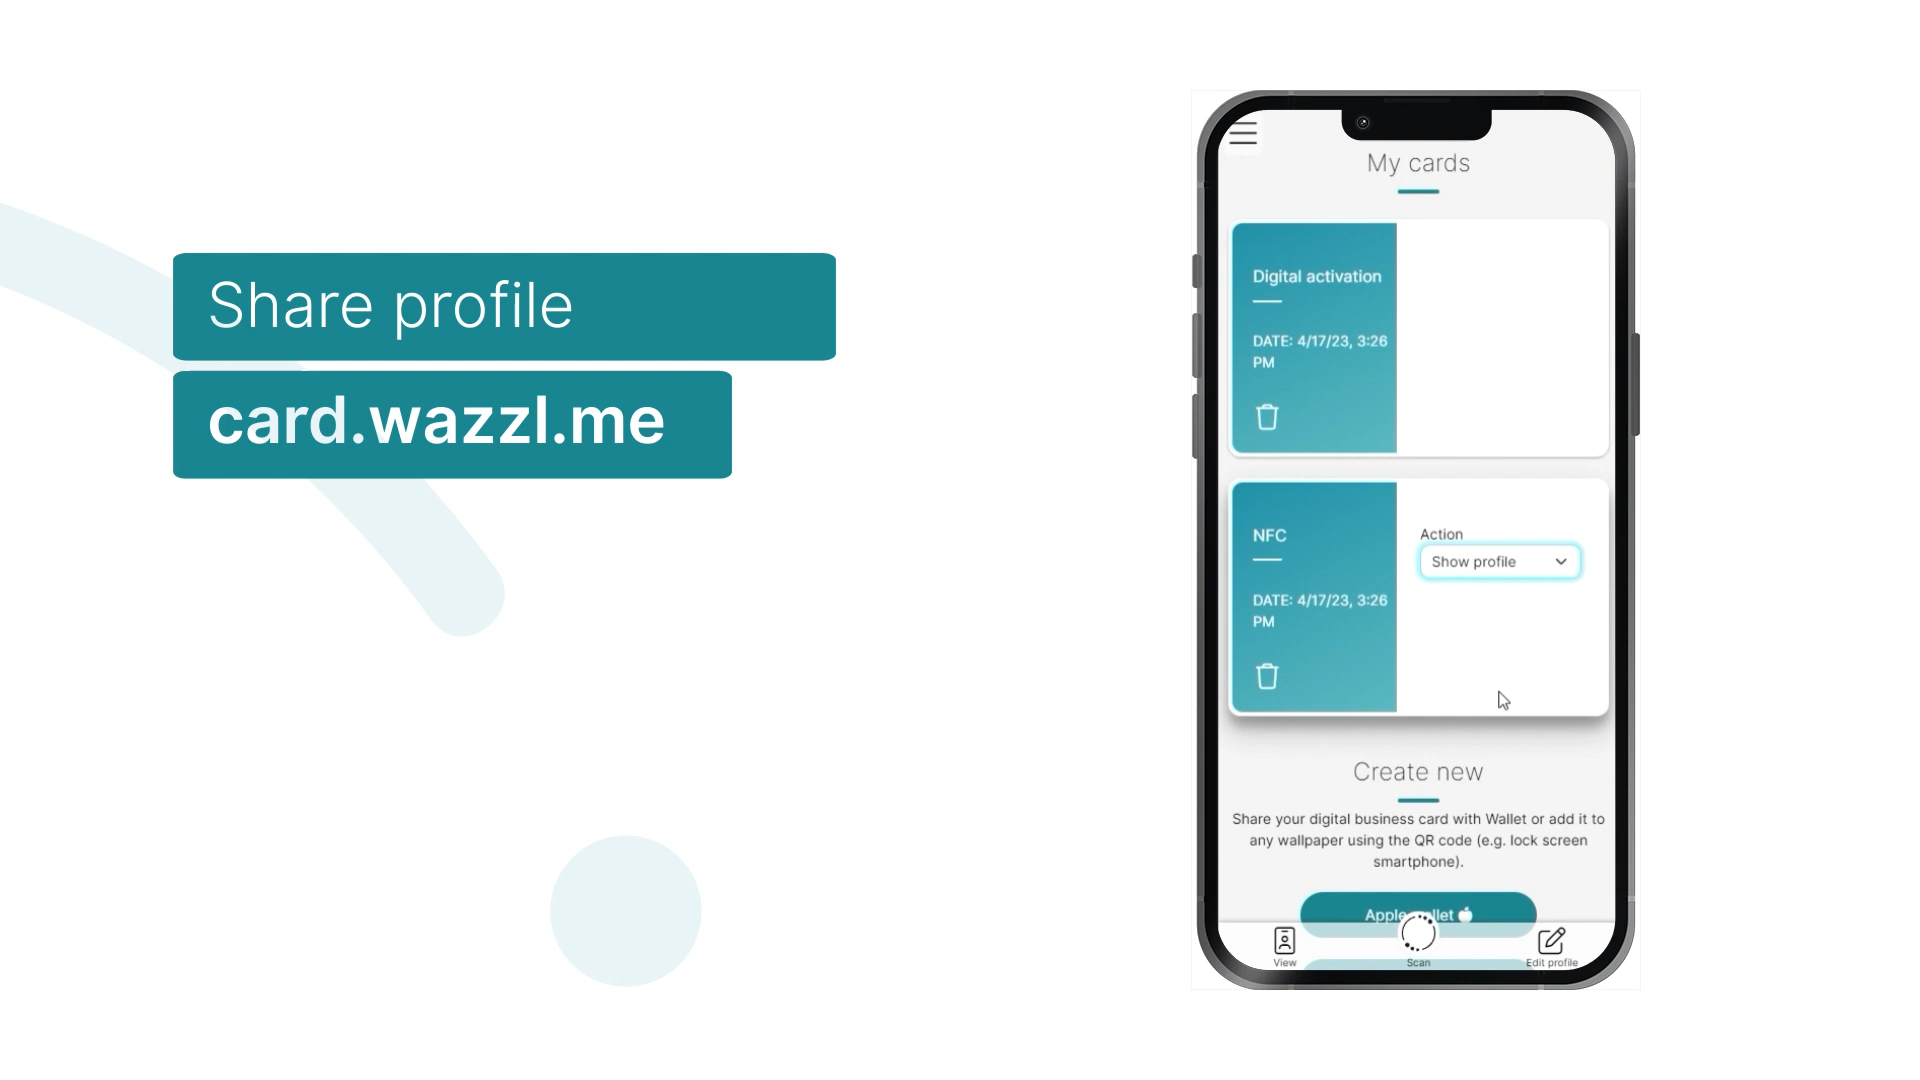 Share profile
card.wazzl.me
My cards
Digital activation
DATE: 4/17/23, 3:26
PM
NFC
DATE: 4/17/23, 3:26
PM
Action
Show profile
Create new
Share your digital business card with Wallet or add it to
any wallpaper using the QR code (e.g. lock screen
smartphone).
Apple Wallet
View
Scan
Edit profile